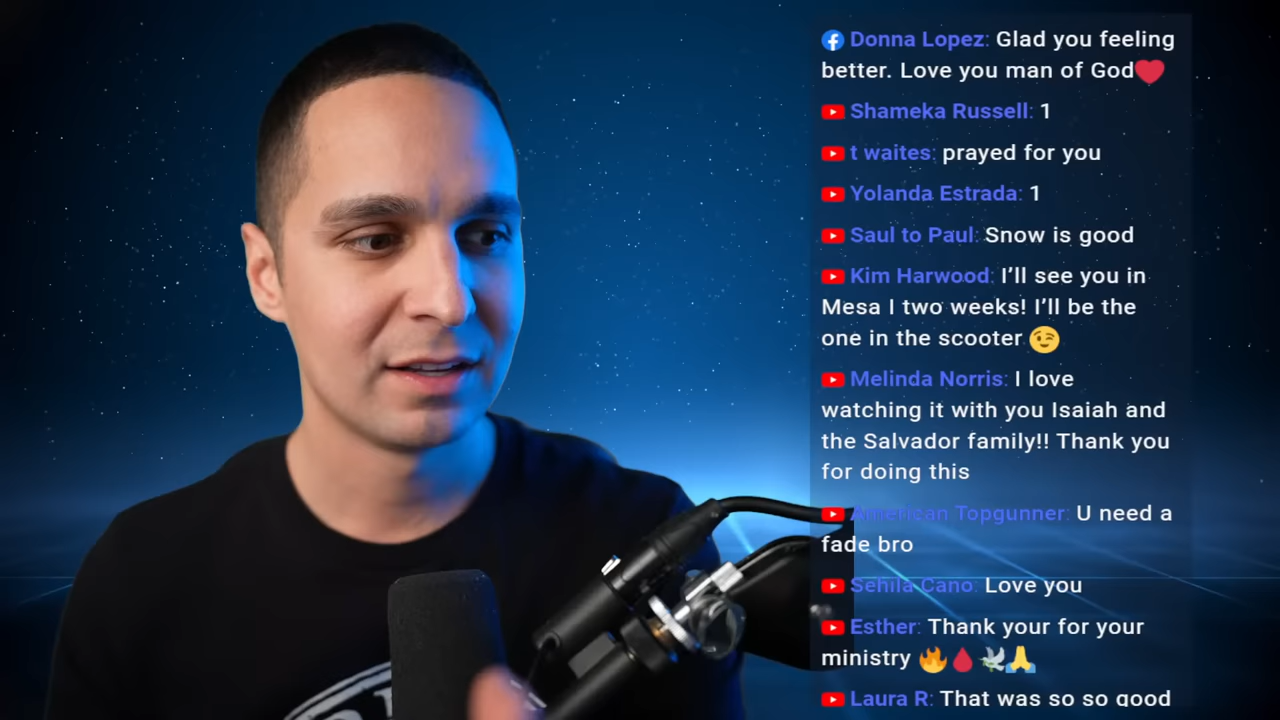 Donna Lopez: Glad you feeling
better. Love you man of God❤️
Shameka Russell: 1
t waites: prayed for you
Yolanda Estrada: 1
Saul to Paul: Snow is good
Kim Harwood: I’ll see you in
Mesa I two weeks! I’ll be the
one in the scooter 😉
Melinda Norris: I love
watching it with you Isaiah and
the Salvador family!! Thank you
for doing this
American Topgunner: U need a
fade bro
Sehila Cano: Love you
Esther: Thank your for your
ministry 🔥🩸🕊️🙏
Laura R: That was so so good